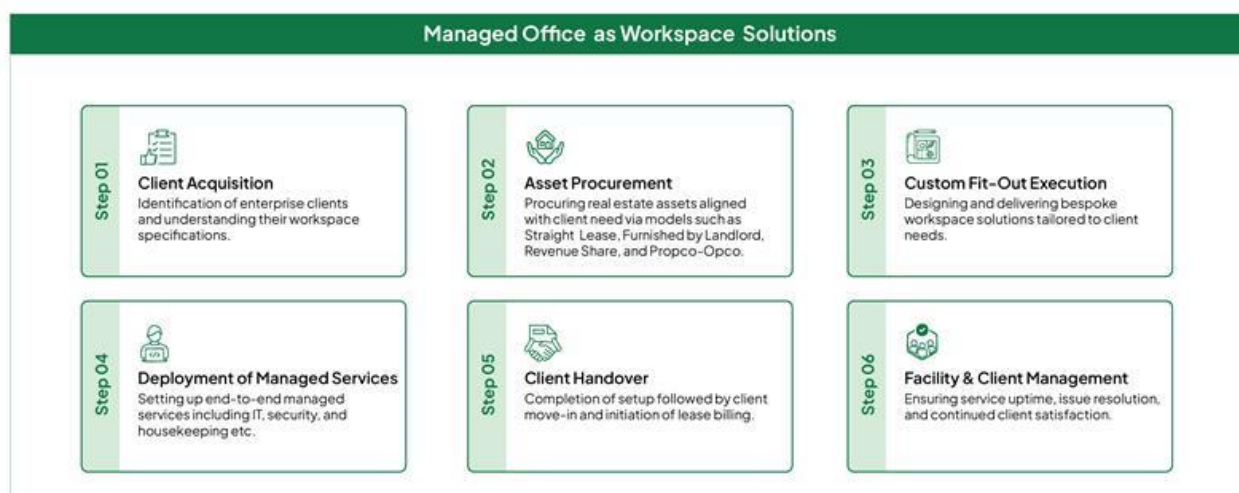 Managed Office as Workspace Solutions
Step 01
Client Acquisition
Identification of enterprise clients
and understanding their workspace
specifications.
Step 02
Asset Procurement
Procuring real estate assets aligned
with client need via models such as
Straight Lease, Furnished by Landlord,
Revenue Share, and Propco-Opco.
Step 03
Custom Fit-Out Execution
Designing and delivering bespoke
workspace solutions tailored to client
needs.
Step 04
Deployment of Managed Services
Setting up end-to-end managed
services including IT, security, and
housekeeping etc.
Step 05
Client Handover
Completion of setup followed by client
move-in and initiation of lease billing.
Step 06
Facility & Client Management
Ensuring service uptime, issue resolution,
and continued client satisfaction.